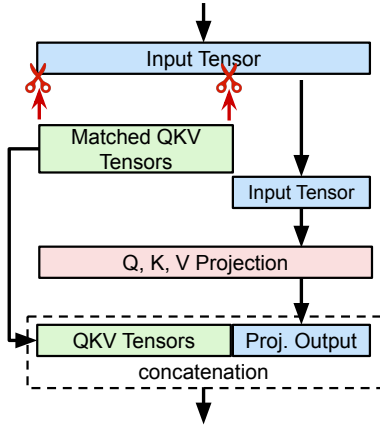 Input Tensor
Matched QKV
Tensors
Input Tensor
Q, K, V Projection
QKV Tensors
Proj. Output
concatenation